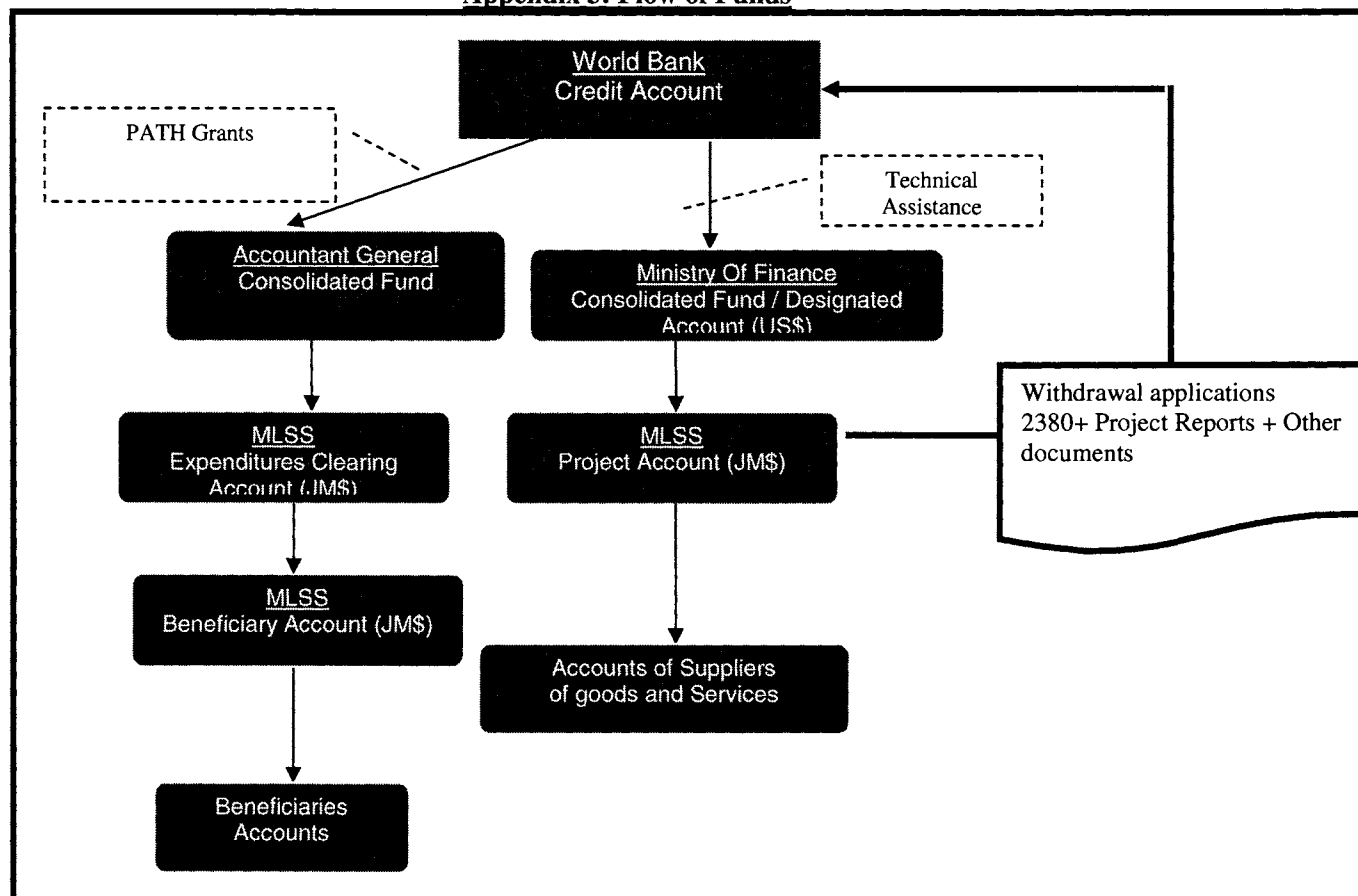 Appendix 3: Flow of Funds
World Bank
Credit Account
PATH Grants
Technical
Assistance
Accountant General
Consolidated Fund
Ministry Of Finance
Consolidated Fund / Designated
Account (US$)
Withdrawal applications
2380+ Project Reports + Other
documents
MLSS
Expenditures Clearing
Account (JM$)
MLSS
Project Account (JM$)
MLSS
Beneficiary Account (JM$)
Accounts of Suppliers
of goods and Services
Beneficiaries
Accounts